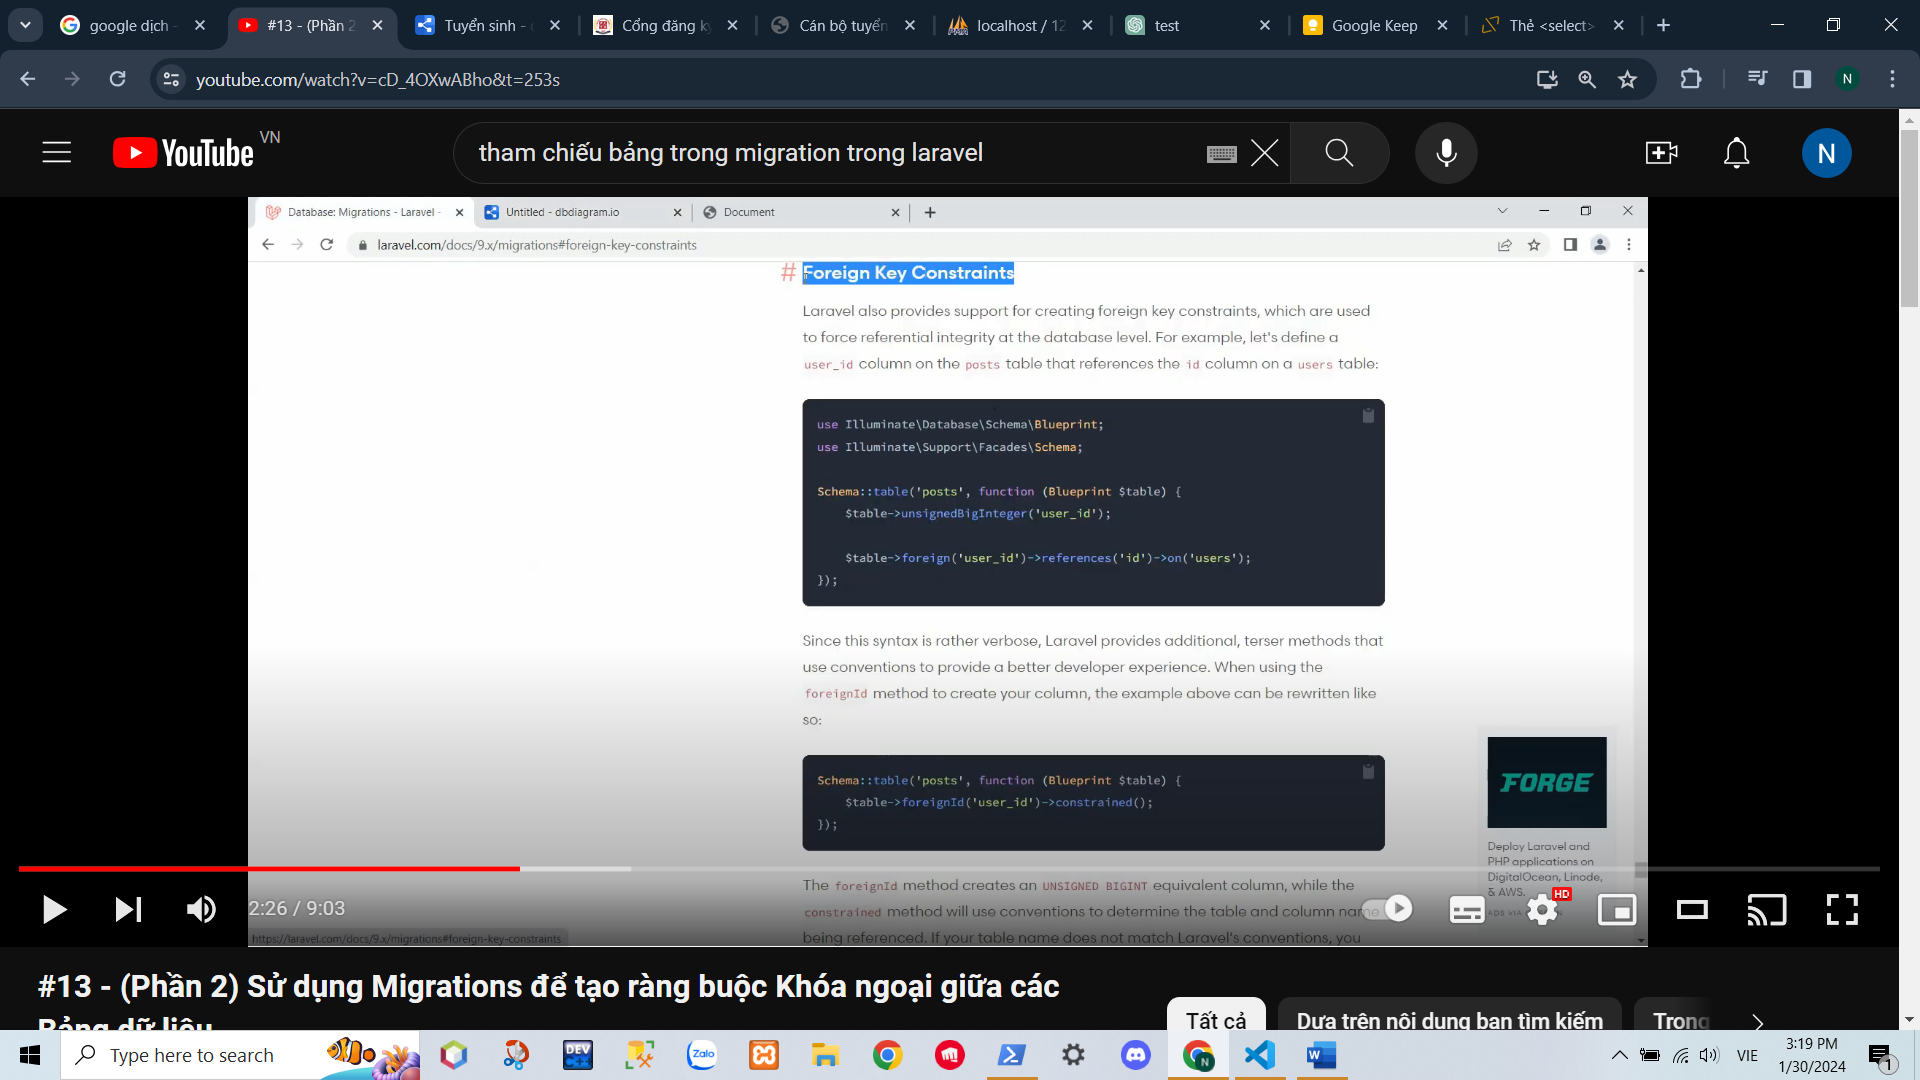 google dịch -
#13 - (Phần 2
Tuyển sinh -
Cổng đăng k
Cán bộ tuyển
localhost / 12
test
Google Keep
Thẻ <select>
youtube.com/watch?v=cD_4OXwABho&t=253s
N
YouTube
VN
tham chiếu bảng trong migration trong laravel
N
Database: Migrations - Laravel -
Untitled - dbdiagram.io
Document
laravel.com/docs/9.x/migrations#foreign-key-constraints
# Foreign Key Constraints
Laravel also provides support for creating foreign key constraints, which are used
to force referential integrity at the database level. For example, let's define a
user_id column on the posts table that references the id column on a users table:
use Illuminate\Database\Schema\Blueprint;
use Illuminate\Support\Facades\Schema;
Schema::table('posts', function (Blueprint $table) {
$table->unsignedBigInteger('user_id');
$table->foreign('user_id')->references('id')->on('users');
});
Since this syntax is rather verbose, Laravel provides additional, terser methods that
use conventions to provide a better developer experience. When using the
foreignId method to create your column, the example above can be rewritten like
so:
Schema::table('posts', function (Blueprint $table) {
$table->foreignId('user_id')->constrained();
});
FORGE
Deploy Laravel and
PHP applications on
DigitalOcean, Linode,
& AWS.
ADS VIA
The foreignId method creates an UNSIGNED BIGINT equivalent column, while the
constrained method will use conventions to determine the table and column name
being referenced. If your table name does not match Laravel's conventions, you
2:26 / 9:03
HD
https://laravel.com/docs/9.x/migrations#foreign-key-constraints
#13 - (Phần 2) Sử dụng Migrations để tạo ràng buộc Khóa ngoại giữa các
Bảng dữ liệu
Tất cả
Dựa trên nội dung bạn tìm kiếm
Trong
Type here to search
DEV
Zalo
N
VIE
3:19 PM
1/30/2024
1